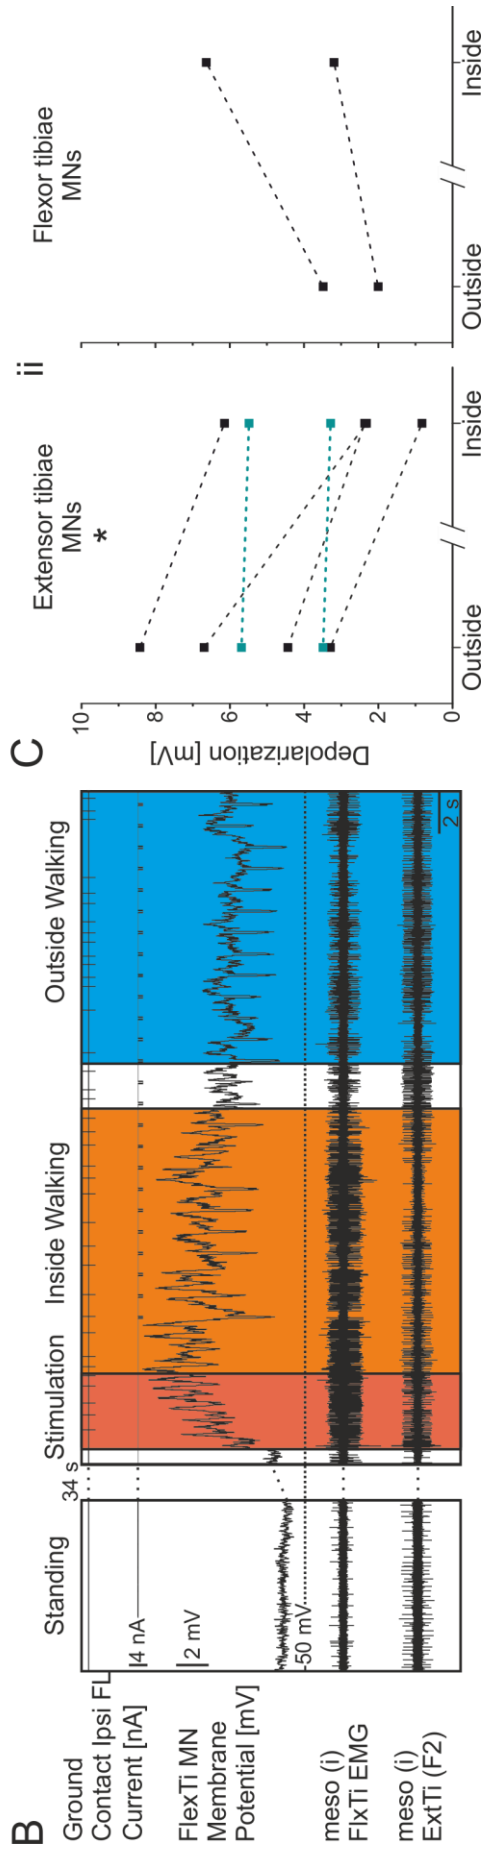 B
Standing
34 s
Stimulation
Inside Walking
Outside Walking
Ground
Contact Ipsi FL
Current [nA]
4 nA
FlexTi MN
Membrane
Potential [mV]
2 mV
-50 mV
meso (i)
FlxTi EMG
meso (i)
ExtTi (F2)
2 s
C
Extensor tibiae
MNs
*
Depolarization [mV]
10
8
6
4
2
0
Outside
Inside
ii
Flexor tibiae
MNs
Outside
Inside